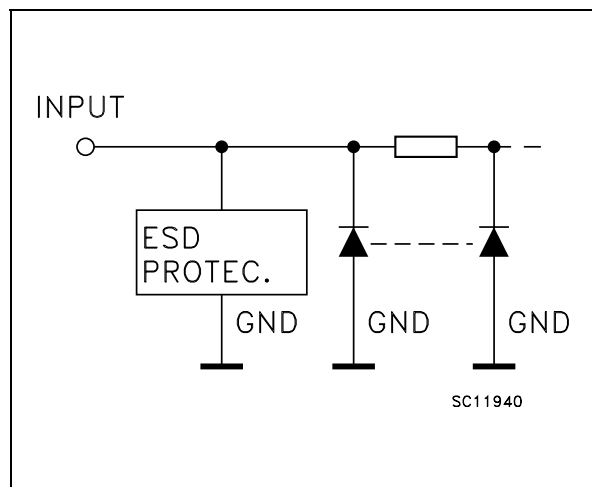 INPUT
ESD
PROTEC.
GND
GND
GND
SC11940